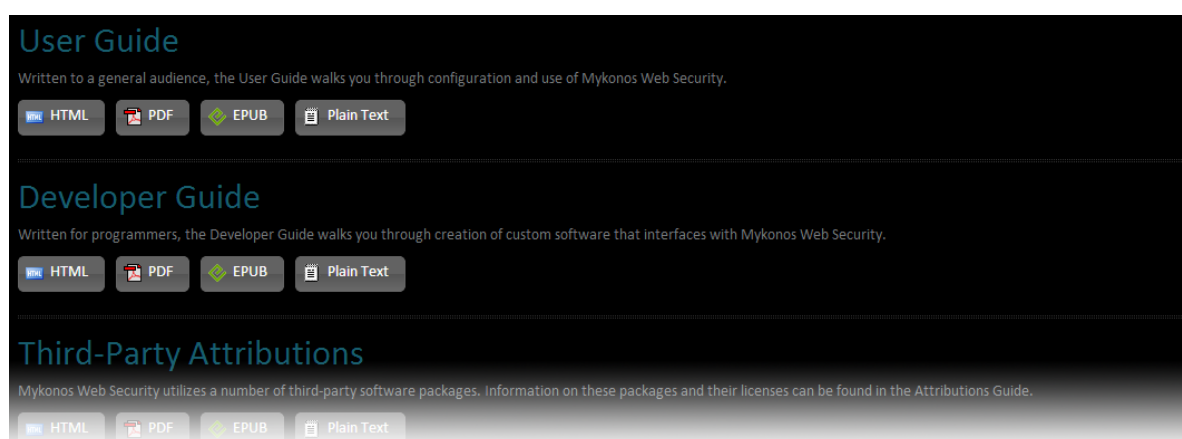 User Guide
Written to a general audience, the User Guide walks you through configuration and use of Mykonos Web Security.
HTML PDF EPUB Plain Text
Developer Guide
Written for programmers, the Developer Guide walks you through creation of custom software that interfaces with Mykonos Web Security.
HTML PDF EPUB Plain Text
Third-Party Attributions
Mykonos Web Security utilizes a number of third-party software packages. Information on these packages and their licenses can be found in the Attributions Guide.
HTML PDF EPUB Plain Text